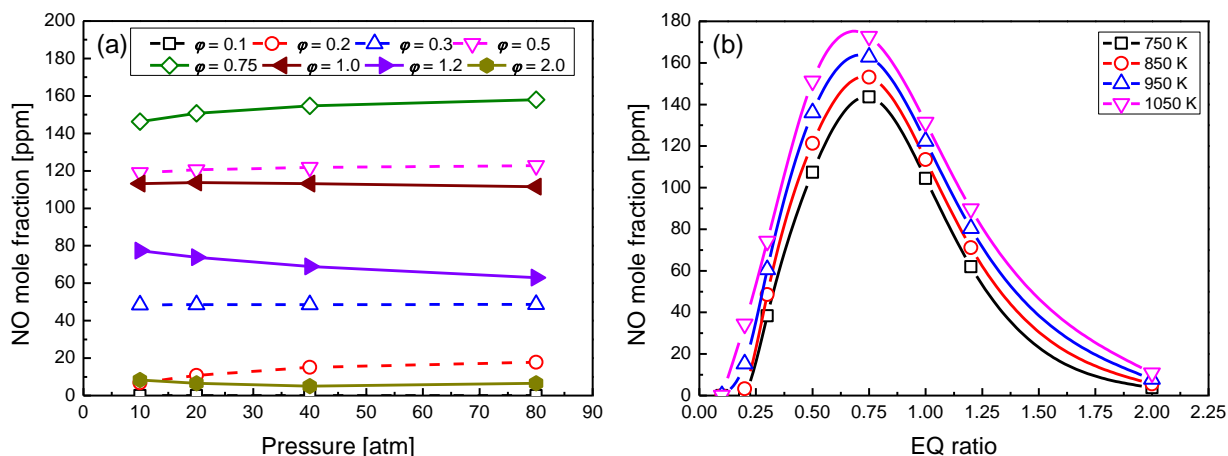 (a)
φ = 0.1 φ = 0.2 φ = 0.3 φ = 0.5
φ = 0.75 φ = 1.0 φ = 1.2 φ = 2.0
NO mole fraction [ppm]
200
180
160
140
120
100
80
60
40
20
0
0 10 20 30 40 50 60 70 80 90
Pressure [atm]
(b)
750 K
850 K
950 K
1050 K
NO mole fraction [ppm]
180
160
140
120
100
80
60
40
20
0
0.00 0.25 0.50 0.75 1.00 1.25 1.50 1.75 2.00 2.25
EQ ratio